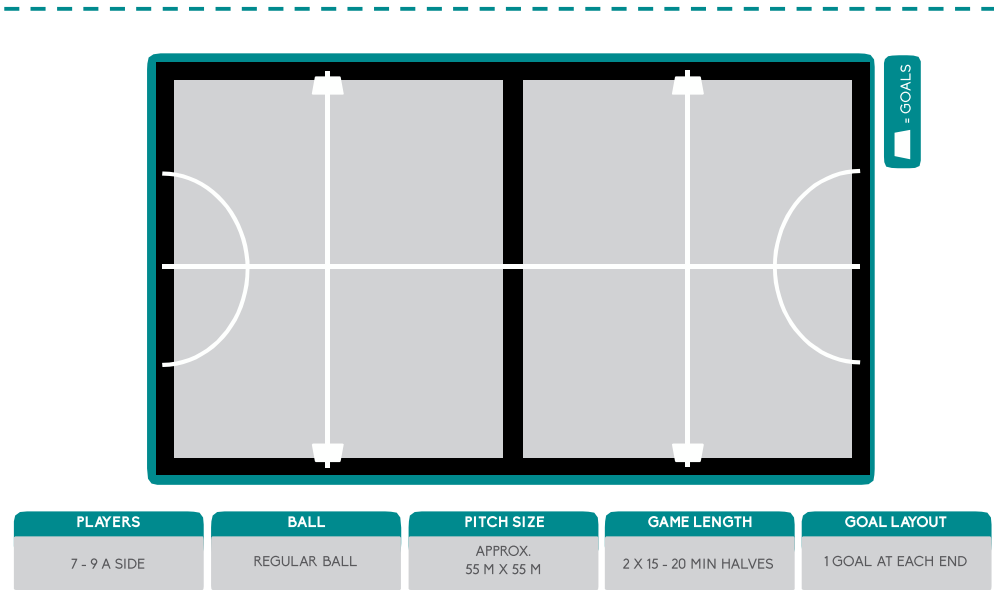 = GOALS
PLAYERS
7 - 9 A SIDE
BALL
REGULAR BALL
PITCH SIZE
APPROX.
55 M X 55 M
GAME LENGTH
2 X 15 - 20 MIN HALVES
GOAL LAYOUT
1 GOAL AT EACH END